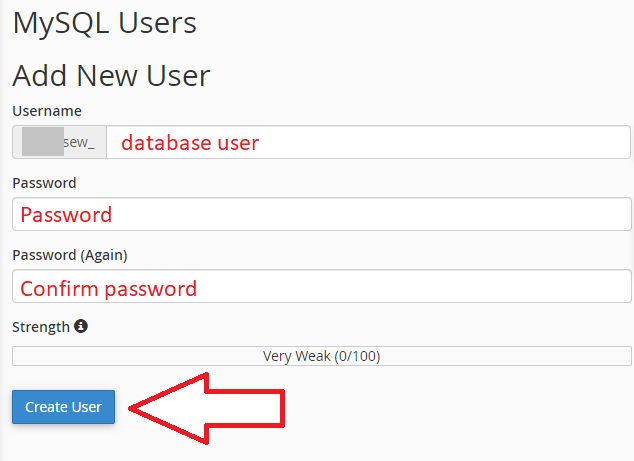 MySQL Users
Add New User
Username
sew_ database user
Password
Password
Password (Again)
Confirm password
Strength
Very Weak (0/100)
Create User